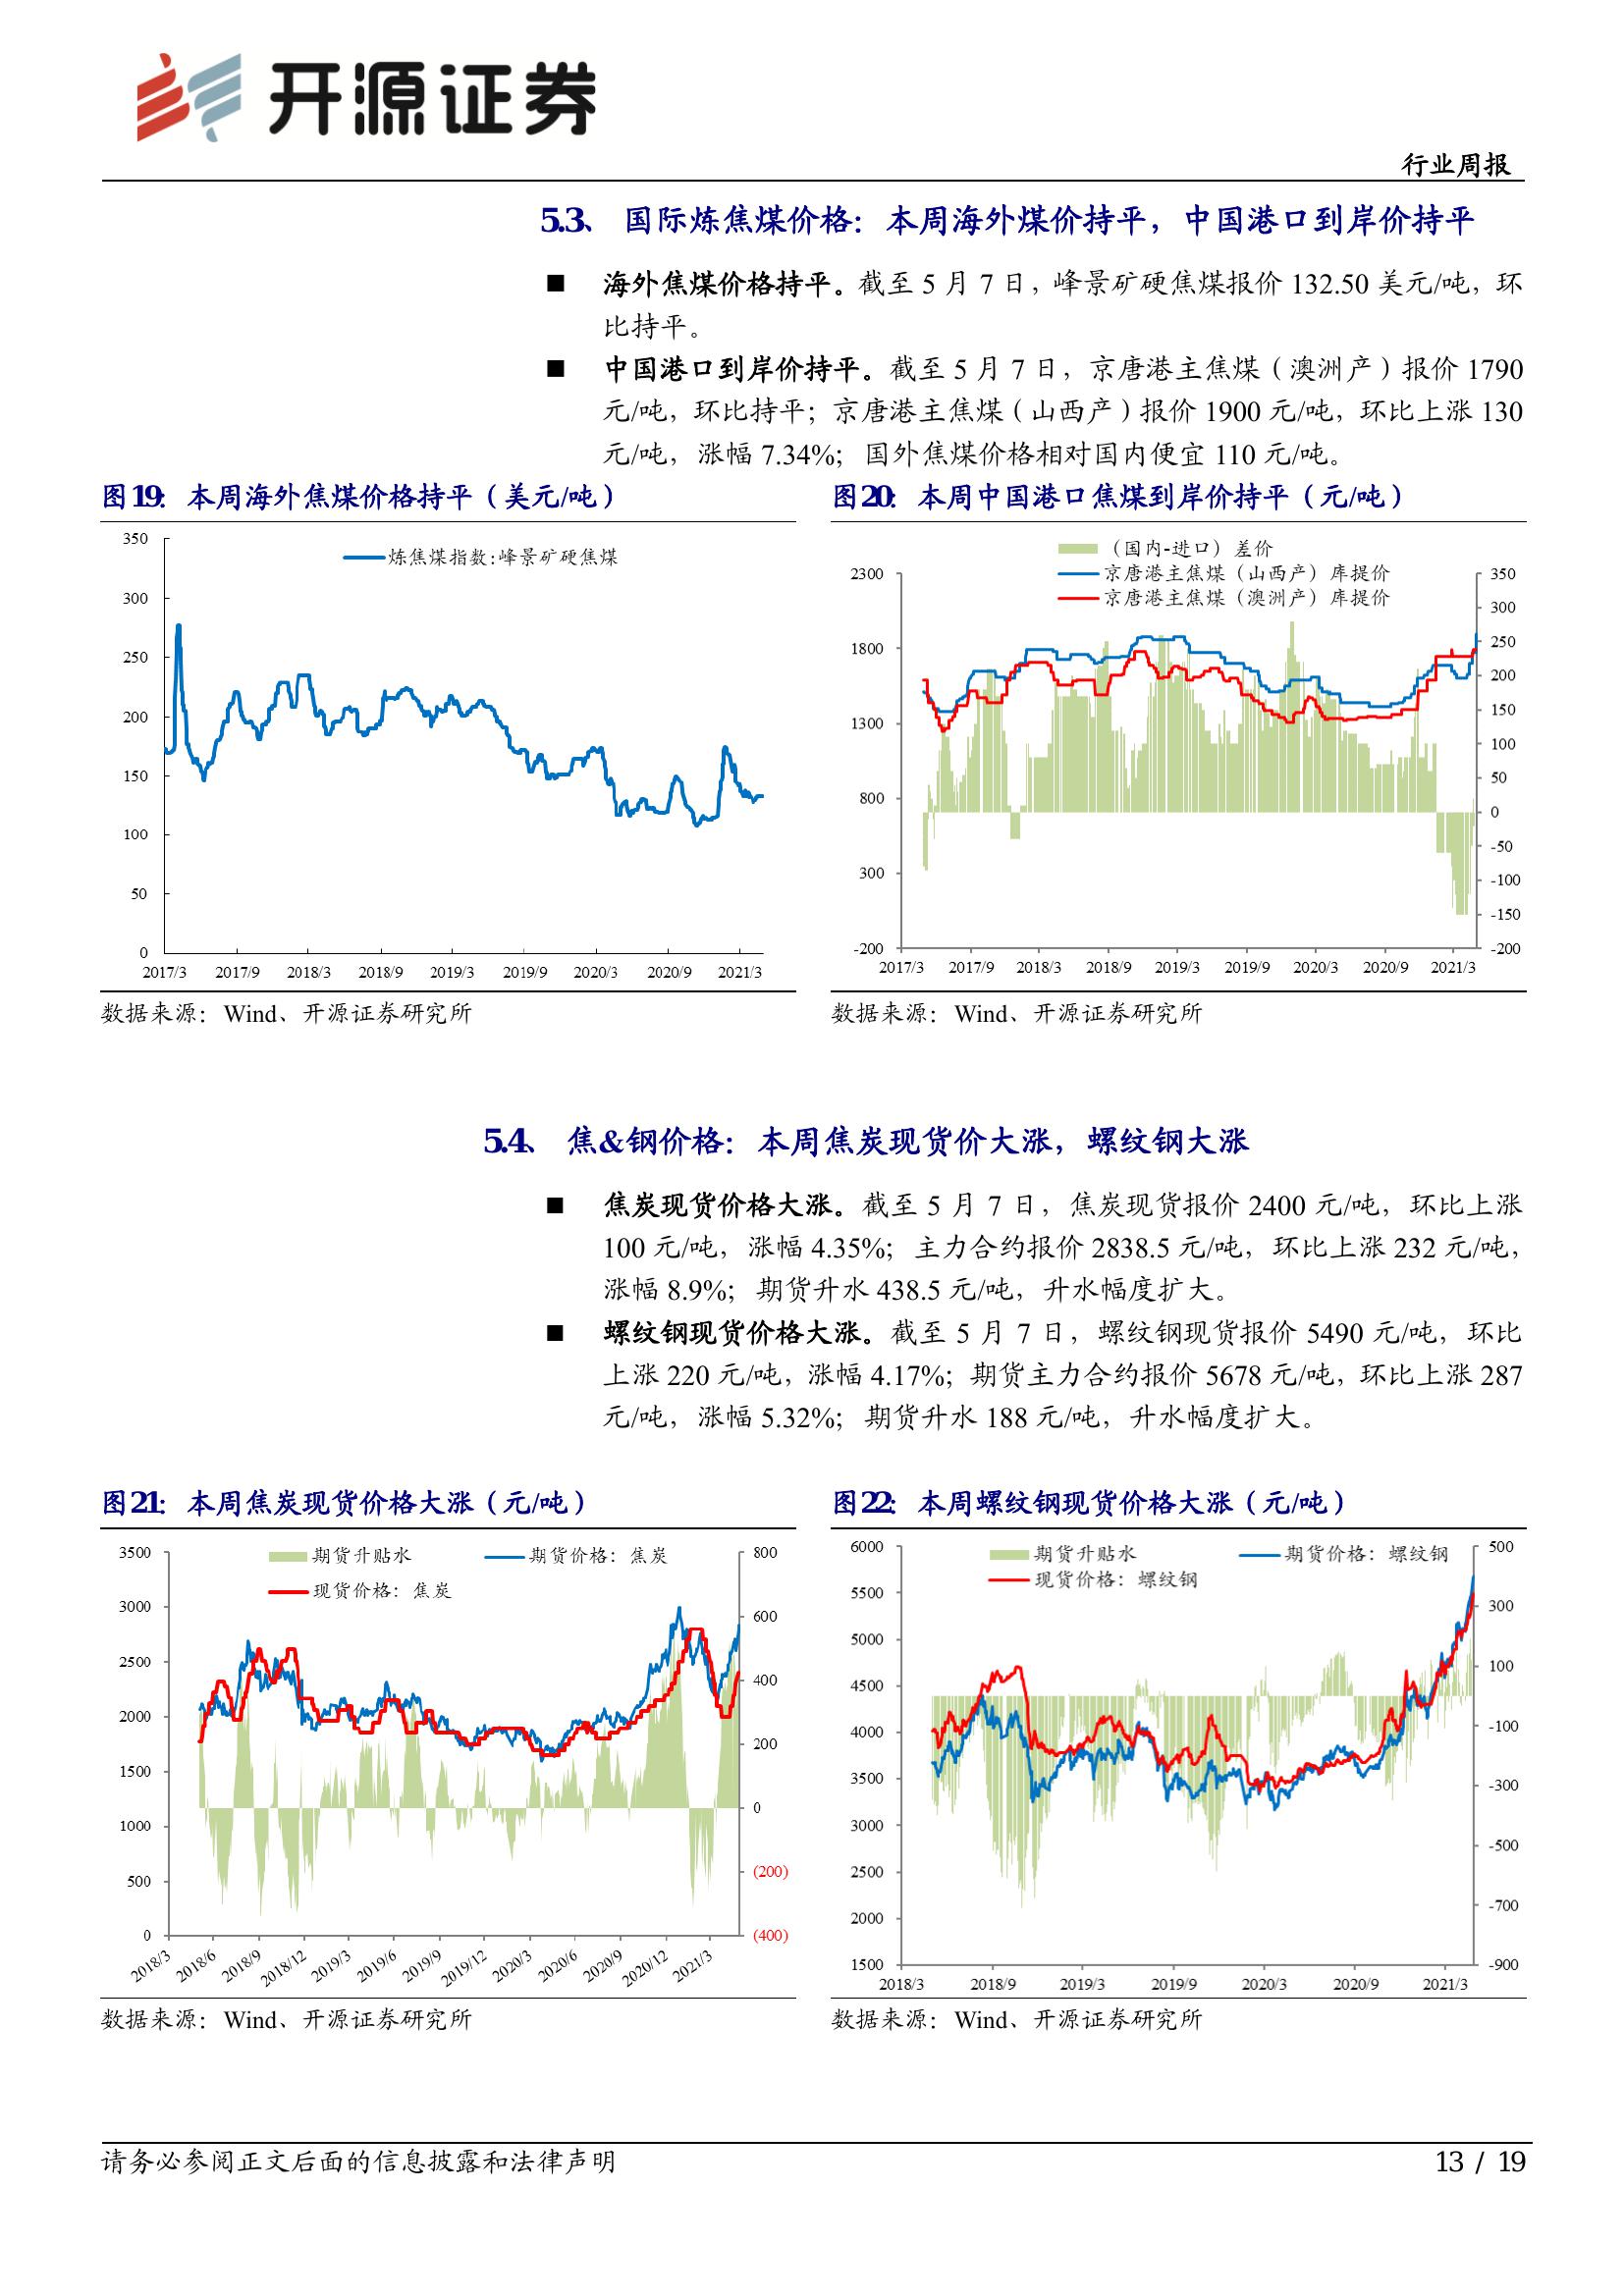 开源证券
行业周报
5.3、 国际炼焦煤价格：本周海外煤价持平，中国港口到岸价持平
■ 海外焦煤价格持平。截至 5 月 7 日，峰景矿硬焦煤报价 132.50 美元/吨，环
比持平。
■ 中国港口到岸价持平。截至 5 月 7 日，京唐港主焦煤（澳洲产）报价 1790
元/吨，环比持平；京唐港主焦煤（山西产）报价 1900 元/吨，环比上涨 130
元/吨，涨幅 7.34%；国外焦煤价格相对国内便宜 110 元/吨。
图19：本周海外焦煤价格持平（美元/吨）
炼焦煤指数:峰景矿硬焦煤
350
300
250
200
150
100
50
0
2017/3 2017/9 2018/3 2018/9 2019/3 2019/9 2020/3 2020/9 2021/3
数据来源：Wind、开源证券研究所
图20：本周中国港口焦煤到岸价持平（元/吨）
（国内-进口）差价
京唐港主焦煤（山西产）库提价
京唐港主焦煤（澳洲产）库提价
2300
1800
1300
800
300
-200
350
300
250
200
150
100
50
0
-50
-100
-150
-200
2017/3 2017/9 2018/3 2018/9 2019/3 2019/9 2020/3 2020/9 2021/3
数据来源：Wind、开源证券研究所
5.4、 焦&钢价格：本周焦炭现货价大涨，螺纹钢大涨
■ 焦炭现货价格大涨。截至 5 月 7 日，焦炭现货报价 2400 元/吨，环比上涨
100 元/吨，涨幅 4.35%；主力合约报价 2838.5 元/吨，环比上涨 232 元/吨，
涨幅 8.9%；期货升水 438.5 元/吨，升水幅度扩大。
■ 螺纹钢现货价格大涨。截至 5 月 7 日，螺纹钢现货报价 5490 元/吨，环比
上涨 220 元/吨，涨幅 4.17%；期货主力合约报价 5678 元/吨，环比上涨 287
元/吨，涨幅 5.32%；期货升水 188 元/吨，升水幅度扩大。
图21：本周焦炭现货价格大涨（元/吨）
期货升贴水 期货价格：焦炭
现货价格：焦炭
3500
3000
2500
2000
1500
1000
500
0
800
600
400
200
0
(200)
(400)
2018/3 2018/6 2018/9 2018/12 2019/3 2019/6 2019/9 2019/12 2020/3 2020/6 2020/9 2020/12 2021/3
数据来源：Wind、开源证券研究所
图22：本周螺纹钢现货价格大涨（元/吨）
期货升贴水 期货价格：螺纹钢
现货价格：螺纹钢
6000
5500
5000
4500
4000
3500
3000
2500
2000
1500
500
300
100
-100
-300
-500
-700
-900
2018/3 2018/9 2019/3 2019/9 2020/3 2020/9 2021/3
数据来源：Wind、开源证券研究所
请务必参阅正文后面的信息披露和法律声明
13 / 19